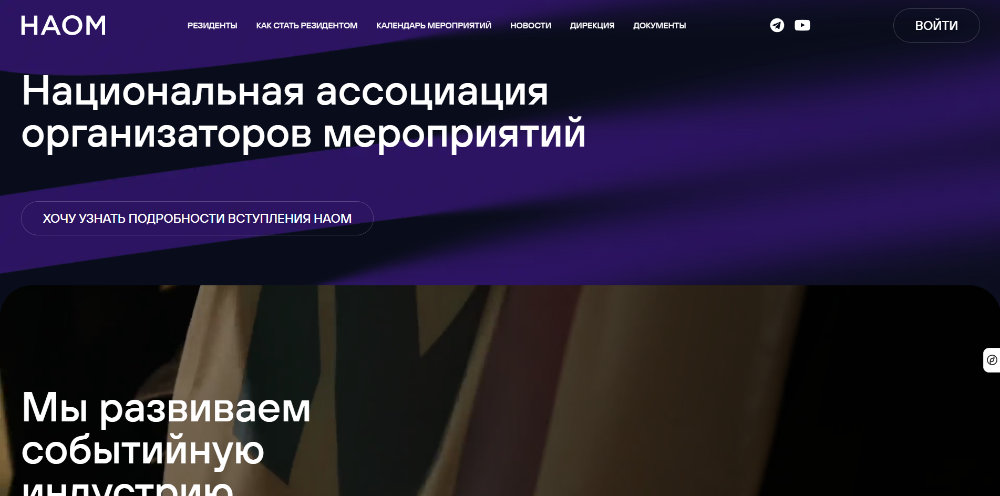 НАОМ
РЕЗИДЕНТЫ КАК СТАТЬ РЕЗИДЕНТОМ КАЛЕНДАРЬ МЕРОПРИЯТИЙ НОВОСТИ ДИРЕКЦИЯ ДОКУМЕНТЫ
ВОЙТИ
Национальная ассоциация
организаторов мероприятий
ХОЧУ УЗНАТЬ ПОДРОБНОСТИ ВСТУПЛЕНИЯ НАОМ
Мы развиваем
событийную
индустрию